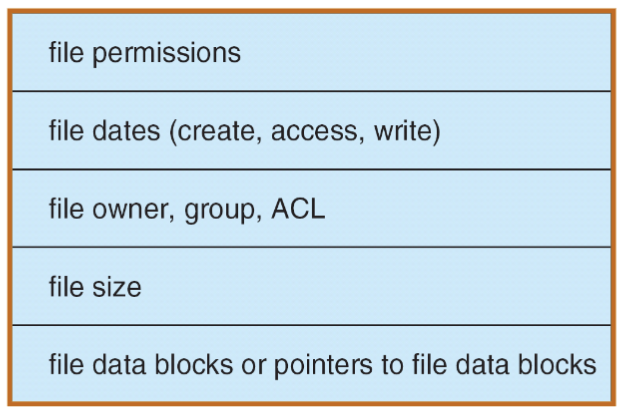 file permissions
file dates (create, access, write)
file owner, group, ACL
file size
file data blocks or pointers to file data blocks